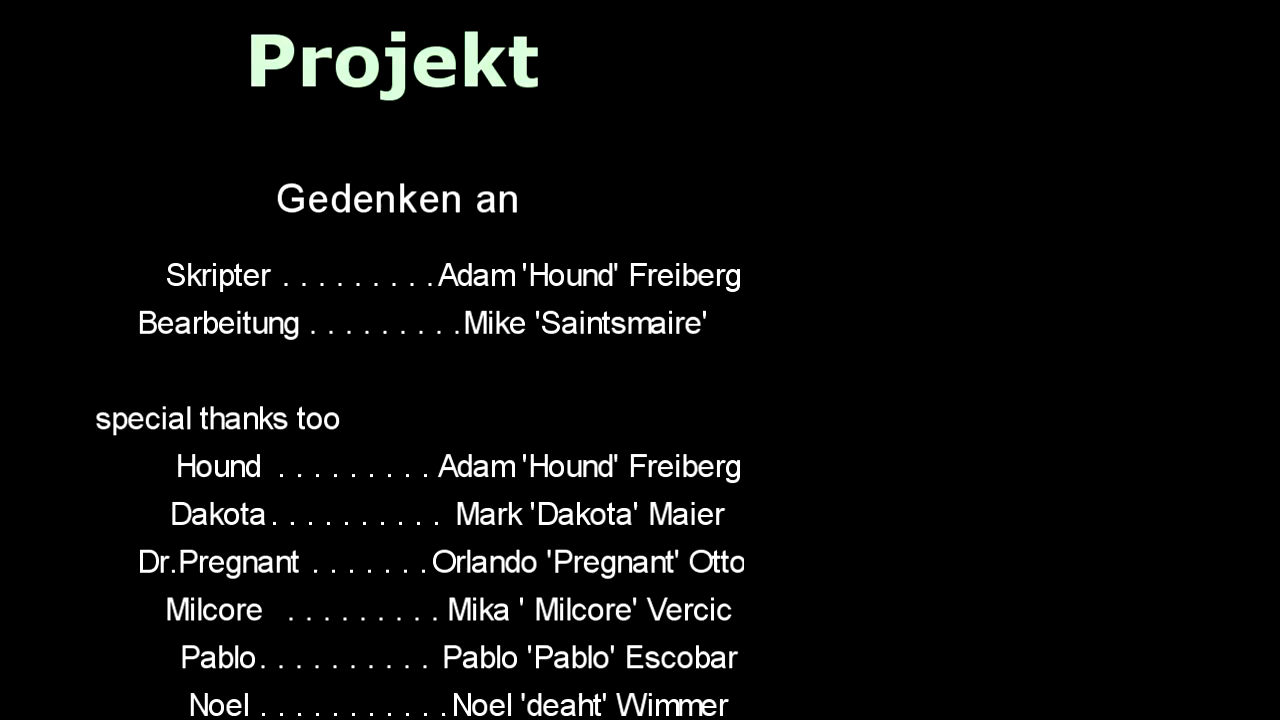 Projekt
Gedenken an
Skripter . . . . . . . . . Adam 'Hound' Freiberg
Bearbeitung . . . . . . . . . Mike 'Saintsmaire'
special thanks too
Hound . . . . . . . . . Adam 'Hound' Freiberg
Dakota . . . . . . . . . . Mark 'Dakota' Maier
Dr.Pregnant . . . . . . . Orlando 'Pregnant' Otto
Milcore . . . . . . . . . Mika ' Milcore' Vercic
Pablo . . . . . . . . . . Pablo 'Pablo' Escobar
Noel . . . . . . . . . . . Noel 'deaht' Wimmer